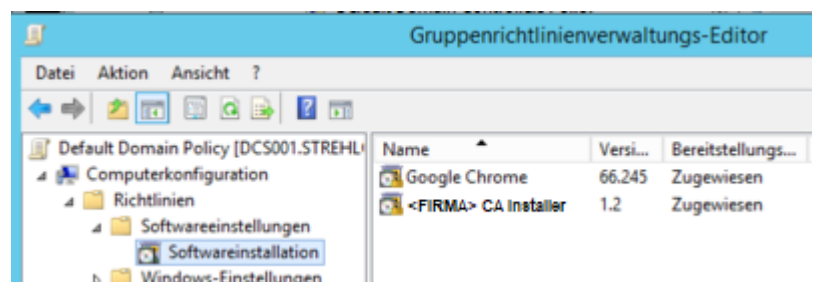 Gruppenrichtlinienverwaltungs-Editor
Datei Aktion Ansicht ?
Default Domain Policy [DCS001.STREHL
Computerkonfiguration
Richtlinien
Softwareeinstellungen
Softwareinstallation
Windows-Einstellungen
Name Versi... Bereitstellungs...
Google Chrome 66.245 Zugewiesen
<FIRMA> CA Installer 1.2 Zugewiesen